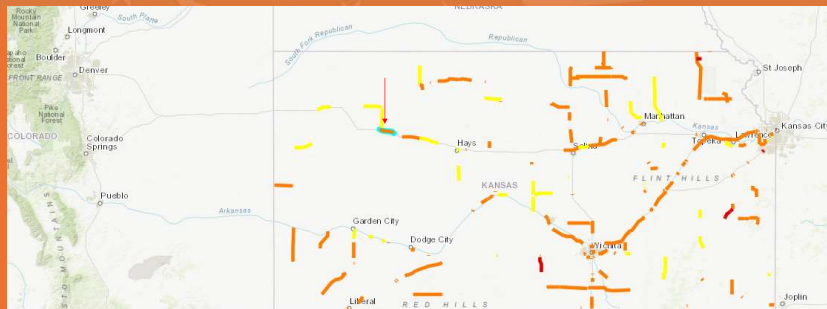 Greeley
NEBRASKA
Rocky
Mountain
National
Park
South Platte
Longmont
Boulder
South Fork Republican
Republican
Denver
FRONT RANGE
St Joseph
Pike
National
Forest
Manhattan
Kansas
Kansas City
COLORADO
Colorado
Springs
Topeka
Lawrence
Hays
Salina
FLINT HILLS
KANSAS
Pueblo
Arkansas
Garden City
Dodge City
Wichita
Liberal
RED HILLS
Joplin